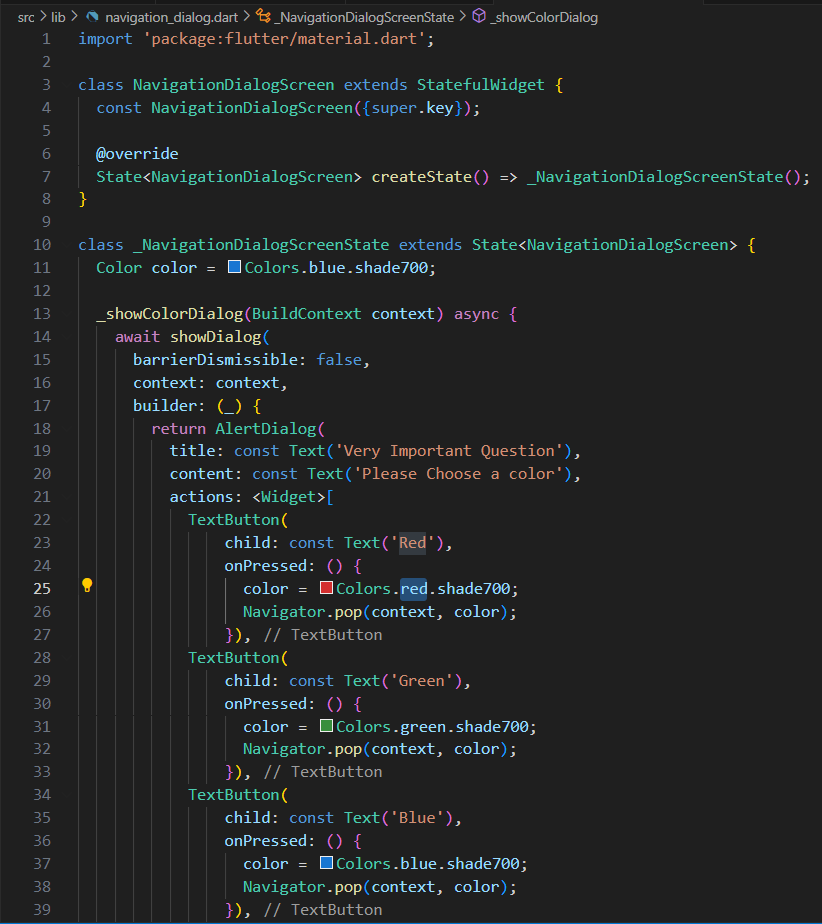 src > lib > navigation_dialog.dart > _NavigationDialogScreenState > _showColorDialog
1 import 'package:flutter/material.dart';
2
3 class NavigationDialogScreen extends StatefulWidget {
4   const NavigationDialogScreen({super.key});
5
6   @override
7   State<NavigationDialogScreen> createState() => _NavigationDialogScreenState();
8 }
9
10 class _NavigationDialogScreenState extends State<NavigationDialogScreen> {
11   Color color = Colors.blue.shade700;
12
13   _showColorDialog(BuildContext context) async {
14     await showDialog(
15       barrierDismissible: false,
16       context: context,
17       builder: (_) {
18         return AlertDialog(
19           title: const Text('Very Important Question'),
20           content: const Text('Please Choose a color'),
21           actions: <Widget>[
22             TextButton(
23                 child: const Text('Red'),
24                 onPressed: () {
25                   color = Colors.red.shade700;
26                   Navigator.pop(context, color);
27                 }), // TextButton
28             TextButton(
29                 child: const Text('Green'),
30                 onPressed: () {
31                   color = Colors.green.shade700;
32                   Navigator.pop(context, color);
33                 }), // TextButton
34             TextButton(
35                 child: const Text('Blue'),
36                 onPressed: () {
37                   color = Colors.blue.shade700;
38                   Navigator.pop(context, color);
39                 }), // TextButton